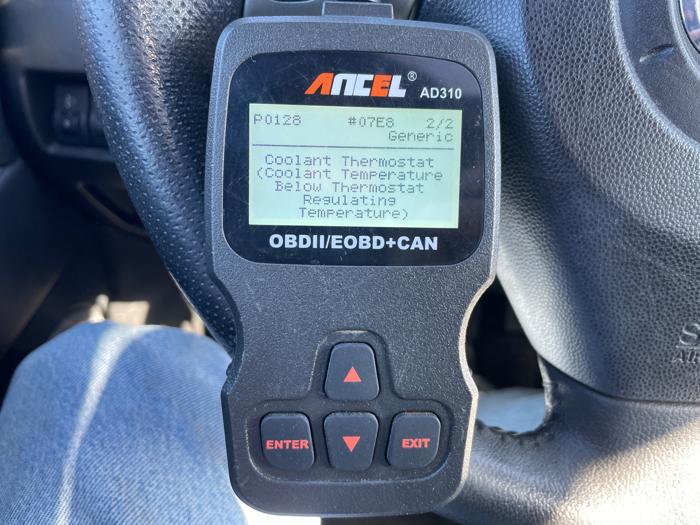 ANCEL®
AD310
P0128 #07E8 2/2
Generic
Coolant Thermostat
(Coolant Temperature
Below Thermostat
Regulating
Temperature)
OBDII/EOBD+CAN
▲
ENTER ▼ EXIT